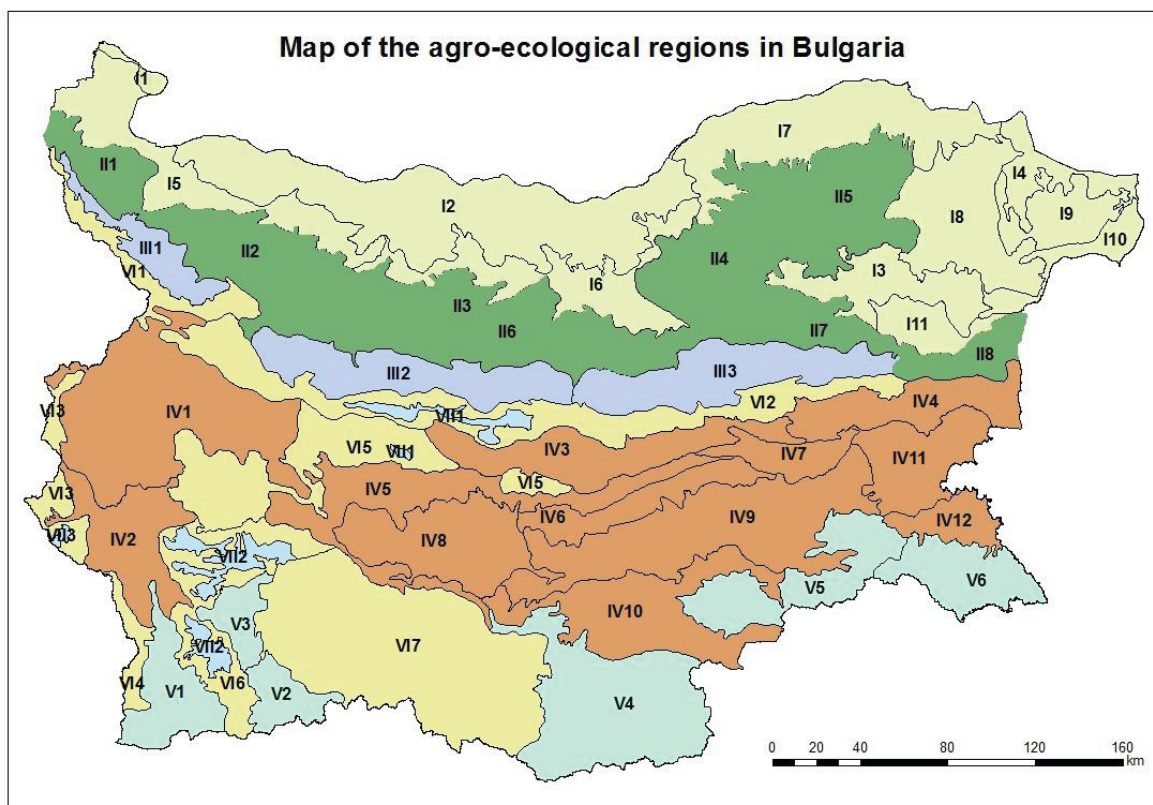 Map of the agro-ecological regions in Bulgaria
I1
I7
II1
I5
I4
II5
I2
I8
I9
III1
II2
I10
VI1
II4
I3
I6
II3
II6
II7
I11
II8
III2
III3
VI3
IV1
VII1
VI2
IV4
VI5
VII1
IV3
IV7
IV11
VI3
IV5
VI5
IV6
IV9
IV12
VII3
IV2
IV8
VII2
V5
V6
V3
IV10
VII2
VI7
VI4
V1
VI6
V2
V4
0 20 40 80 120 160
km